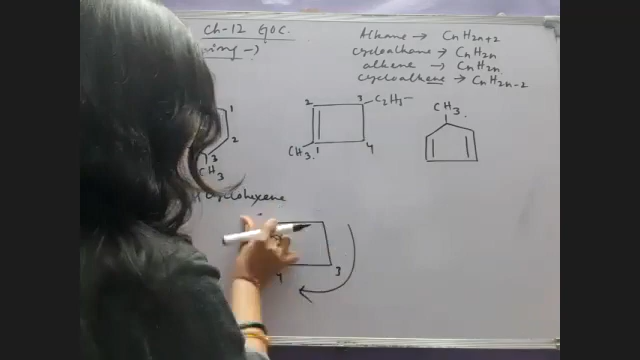 Ch-12 GOC.
Alkane → CnH2n+2
cycloalkane → CnH2n
alkene → CnH2n
cycloalkene → CnH2n-2
1
2
3
CH3
2
3
C2H5
CH3.
1
4
CH3.
cyclohexene
4
3